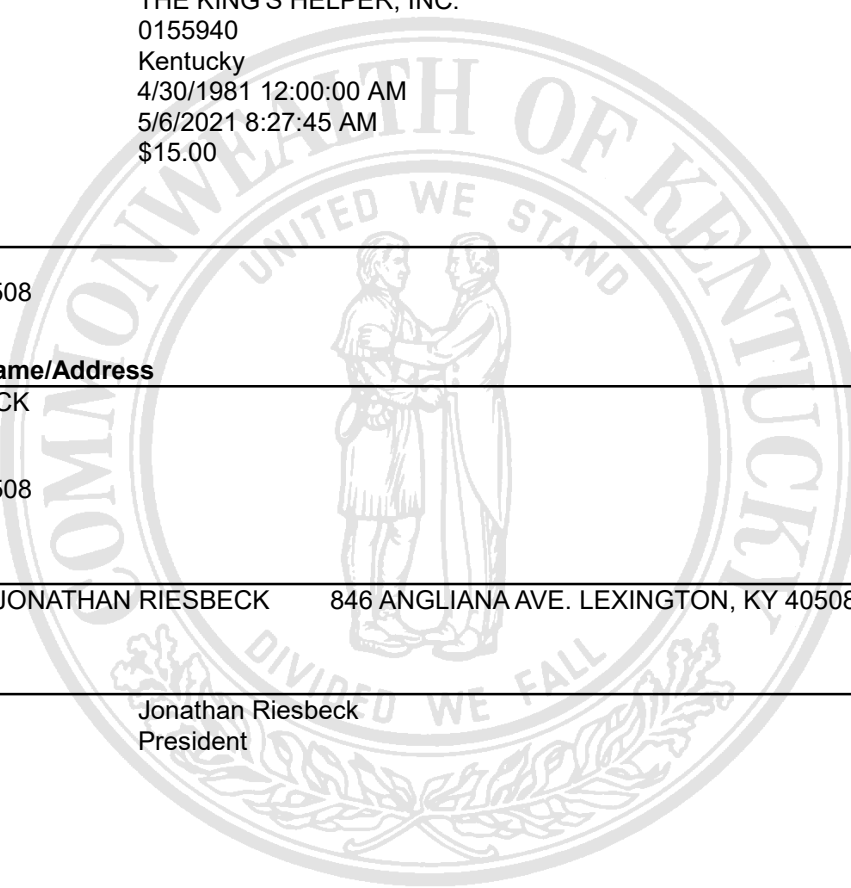 THE KING'S HELPER, INC.
0155940
Kentucky
4/30/1981 12:00:00 AM
5/6/2021 8:27:45 AM
$15.00
COMMONWEALTH OF KENTUCKY
UNITED WE STAND
508
ame/Address
CK
508
JONATHAN RIESBECK 846 ANGLIANA AVE. LEXINGTON, KY 40508
DIVIDED WE FALL
Jonathan Riesbeck
President